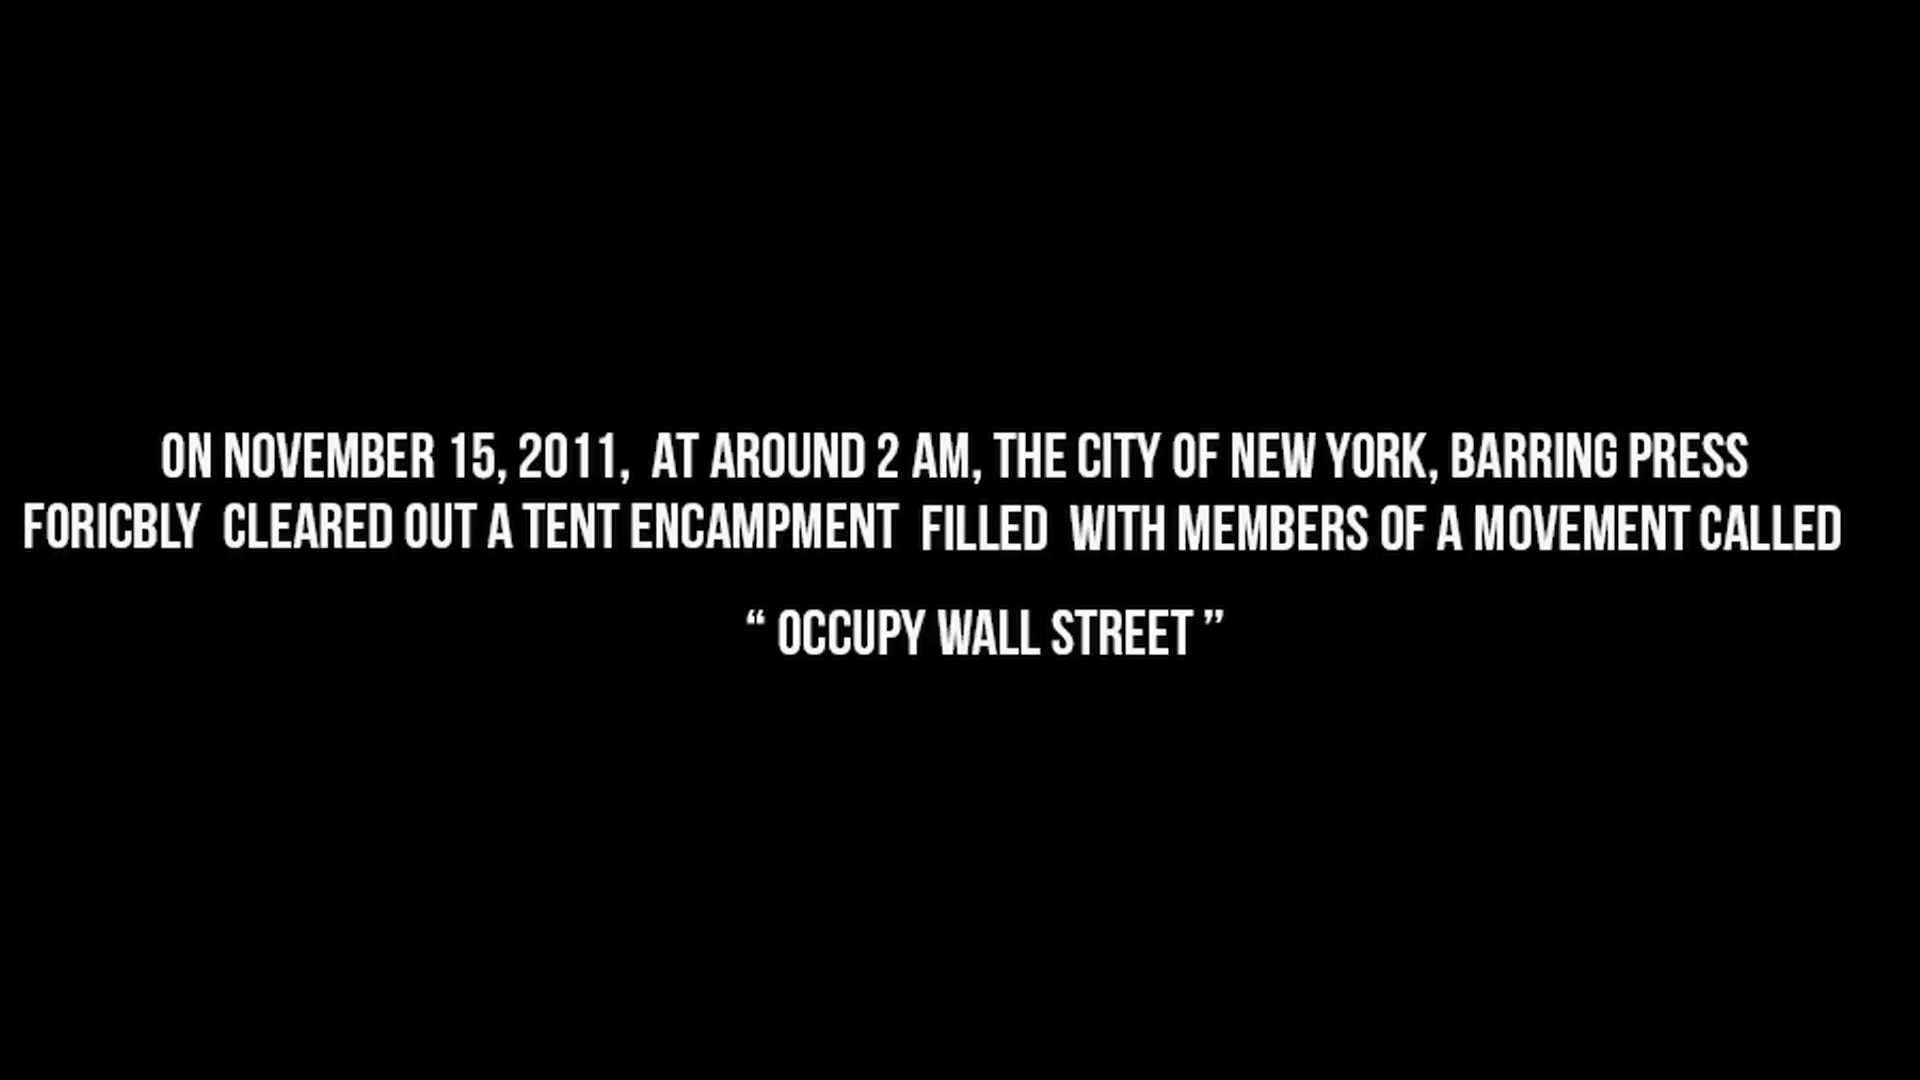 ON NOVEMBER 15, 2011, AT AROUND 2 AM, THE CITY OF NEW YORK, BARRING PRESS
FORICBLY CLEARED OUT A TENT ENCAMPMENT FILLED WITH MEMBERS OF A MOVEMENT CALLED
“ OCCUPY WALL STREET ”